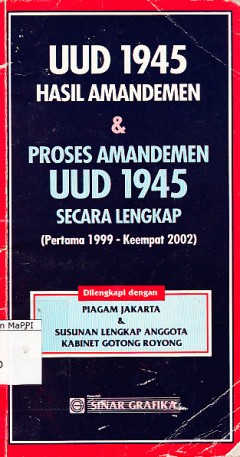 UUD 1945
HASIL AMANDEMEN
&
PROSES AMANDEMEN
UUD 1945
SECARA LENGKAP
(Pertama 1999 - Keempat 2002)
Dilengkapi dengan
PIAGAM JAKARTA
&
SUSUNAN LENGKAP ANGGOTA
KABINET GOTONG ROYONG
n MaPPI
SINAR GRAFIKA